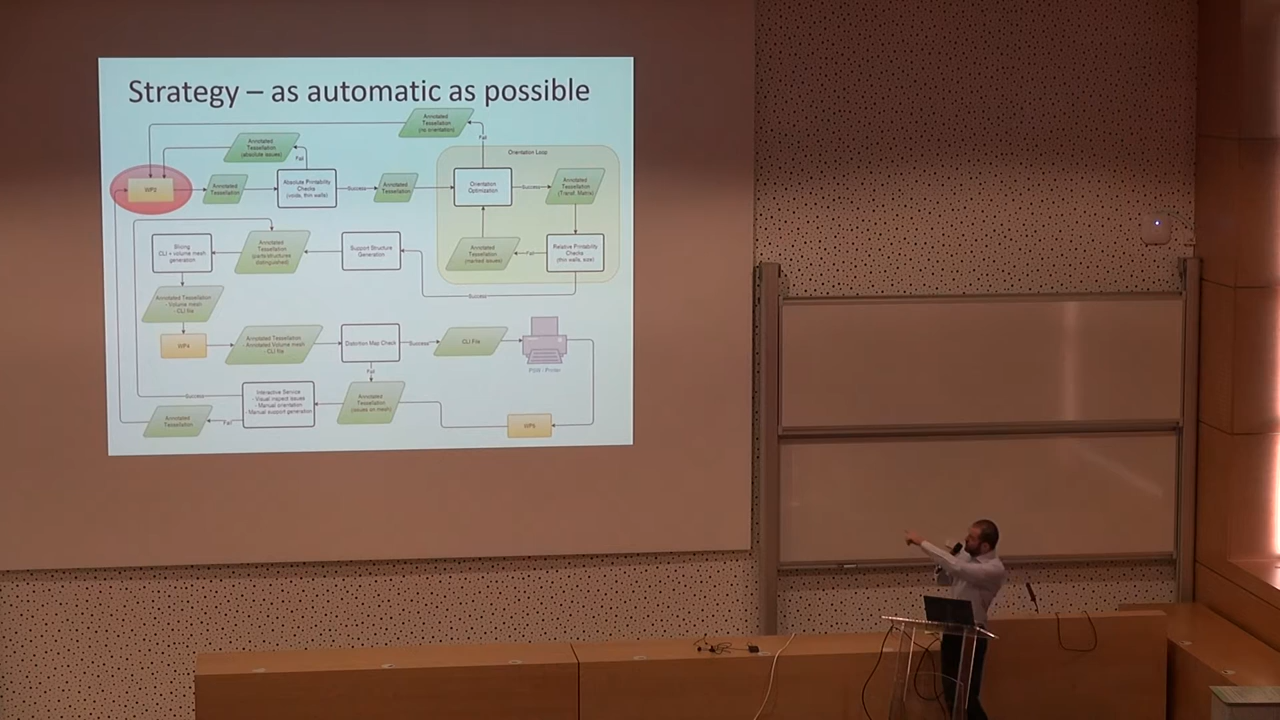 Strategy – as automatic as possible
Annotated
Tessellation
(no orientation)
Fail
Annotated
Tessellation
(absolute issues)
Fail
Orientation Loop
WP2
Annotated
Tessellation
Absolute Printability
Checks
(voids, thin walls)
Success
Annotated
Tessellation
Orientation
Optimization
Success
Annotated
Tessellation
(Transf. Matrix)
Slicing
CLI + volume mesh
generation
Annotated
Tessellation
(parts/structures
distinguished)
Support Structure
Generation
Annotated
Tessellation
(marked issues)
Fail
Relative Printability
Checks
(thin walls, size)
Success
Annotated Tessellation
- Volume mesh
- CLI file
WP4
Annotated Tessellation
- Annotated Volume mesh
- CLI file
Distortion Map Check
Success
CLI File
Printer
Fail
Success
Interactive Service
- Visual inspect issues
- Manual orientation
- Manual support generation
Annotated
Tessellation
(issues on mesh)
Annotated
Tessellation
Fail